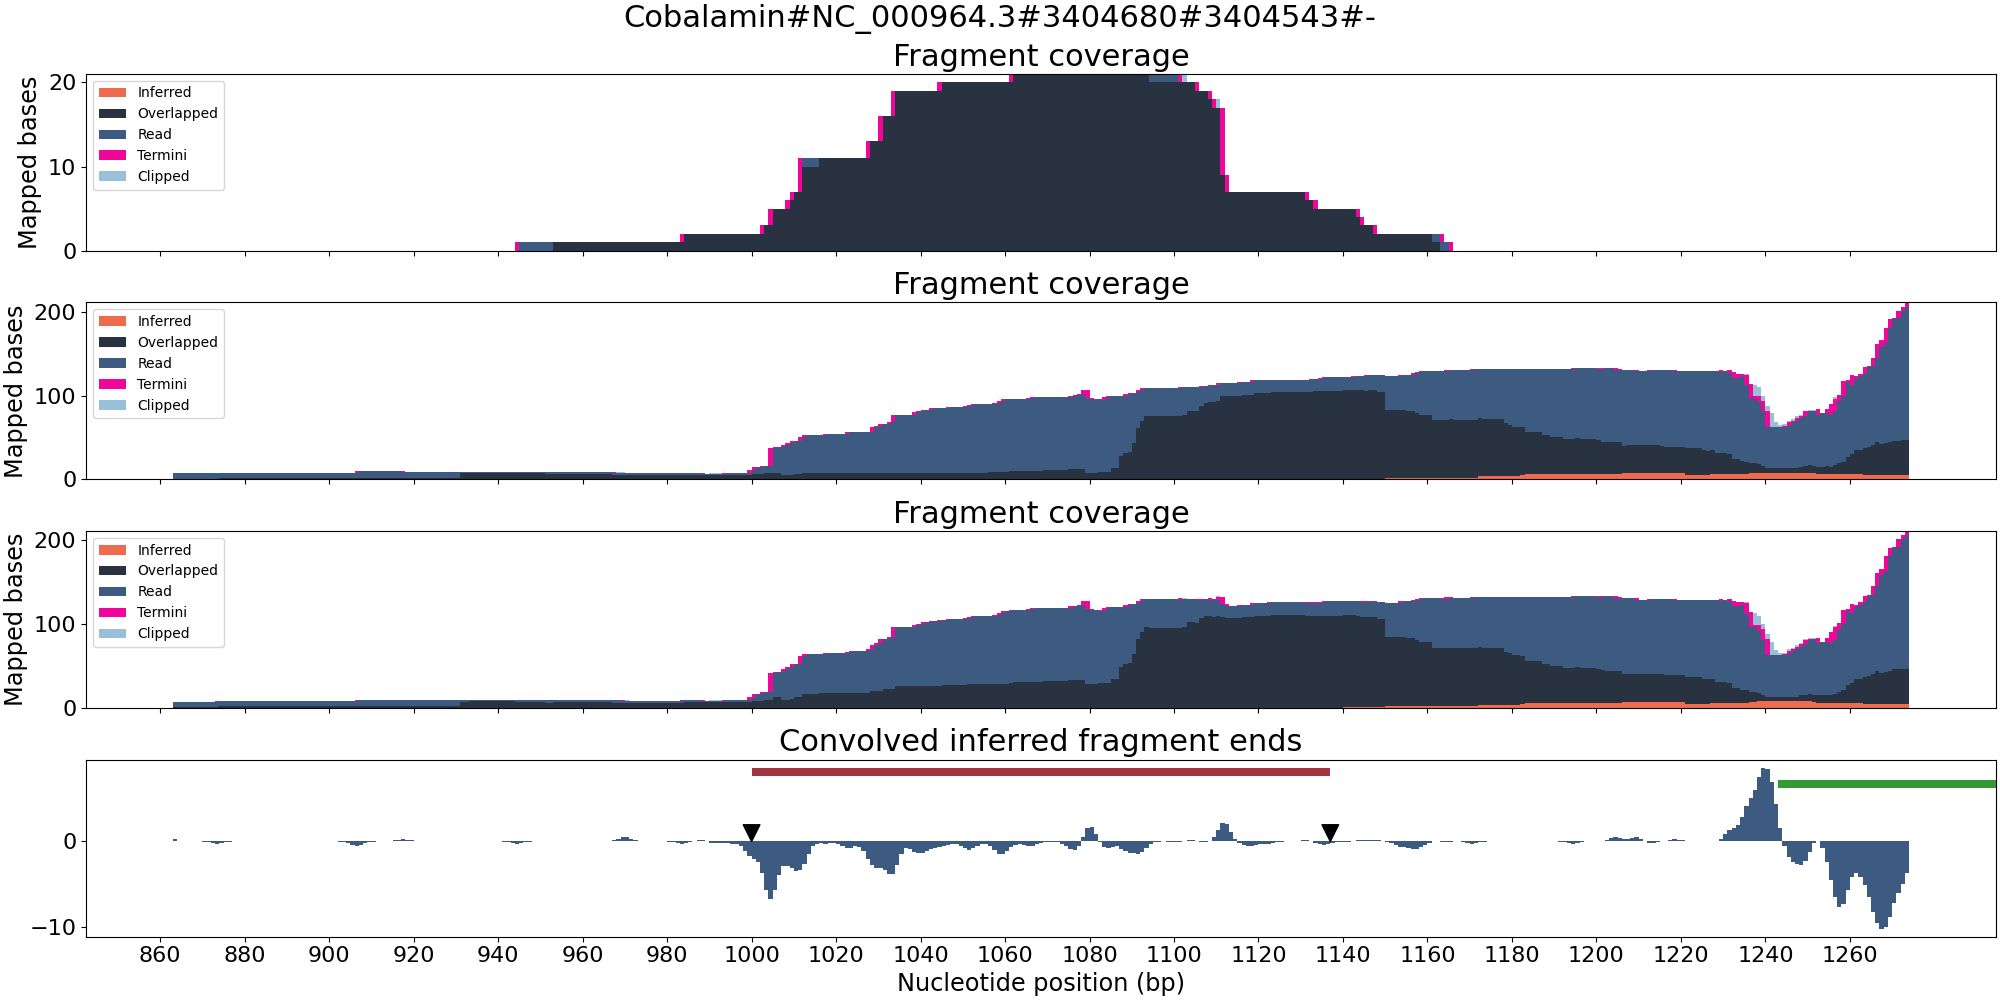 Cobalamin#NC_000964.3#3404680#3404543#-
Fragment coverage
Mapped bases
20
10
0
Inferred
Overlapped
Read
Termini
Clipped
Fragment coverage
Mapped bases
200
100
0
Inferred
Overlapped
Read
Termini
Clipped
Fragment coverage
Mapped bases
200
100
0
Inferred
Overlapped
Read
Termini
Clipped
Convolved inferred fragment ends
0
−10
860 880 900 920 940 960 980 1000 1020 1040 1060 1080 1100 1120 1140 1160 1180 1200 1220 1240 1260
Nucleotide position (bp)